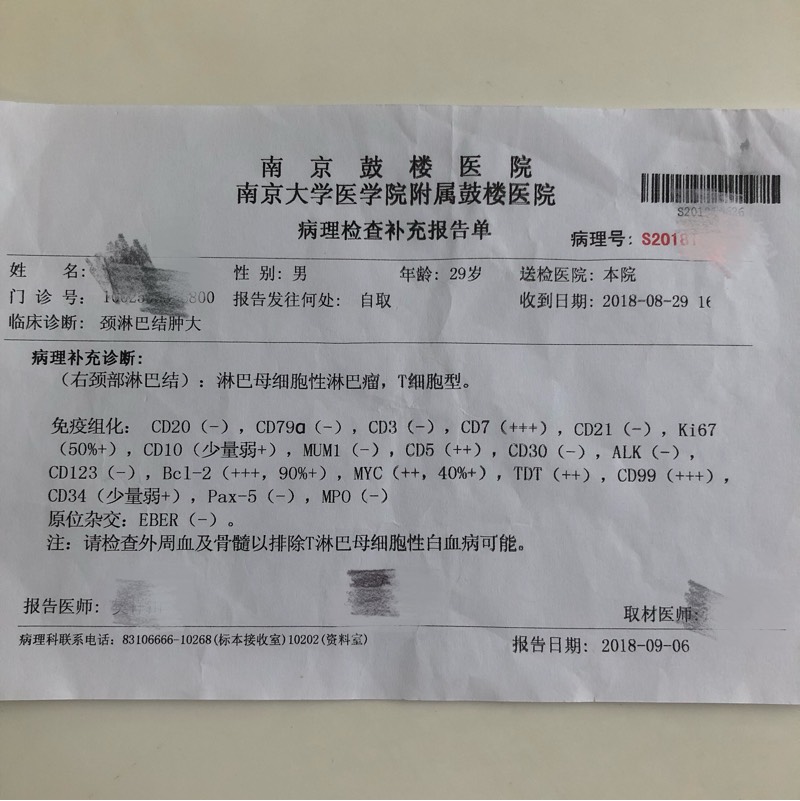 南京鼓楼医院
南京大学医学院附属鼓楼医院
病理检查补充报告单
病理号: S2018
姓 名:
性 别: 男 年龄: 29岁 送检医院: 本院
门 诊 号: 800 报告发往何处: 自取 收到日期: 2018-08-29 16
临床诊断: 颈淋巴结肿大
病理补充诊断:
(右颈部淋巴结): 淋巴母细胞性淋巴瘤, T细胞型。
免疫组化: CD20(-), CD79ɑ(-), CD3(-), CD7(+++), CD21(-), Ki67
(50%+), CD10(少量弱+), MUM1(-), CD5(++), CD30(-), ALK(-),
CD123(-), Bcl-2(+++, 90%+), MYC(++, 40%+), TDT(++), CD99(+++),
CD34(少量弱+), Pax-5(-), MPO(-)
原位杂交: EBER(-)。
注: 请检查外周血及骨髓以排除T淋巴母细胞性白血病可能。
报告医师: 取材医师:
病理科联系电话: 83106666-10268(标本接收室)10202(资料室)
报告日期: 2018-09-06